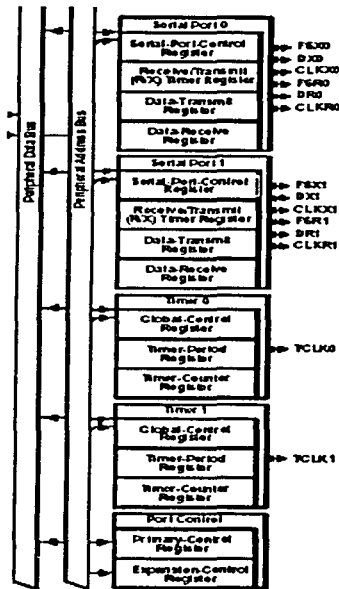 Peripheral Data Bus
Peripheral Address Bus
Serial Port 0
Serial-Port-Control
Register
Receive/Transmit
(R/X) Timer Register
Data-Transmit
Register
Data-Receive
Register
FSX0
DX0
CLKX0
FSR0
DR0
CLKR0
Serial Port 1
Serial-Port-Control
Register
Receive/Transmit
(R/X) Timer Register
Data-Transmit
Register
Data-Receive
Register
FSX1
DX1
CLKX1
FSR1
DR1
CLKR1
Timer 0
Global-Control
Register
Timer-Period
Register
Timer-Counter
Register
TCLK0
Timer 1
Global-Control
Register
Timer-Period
Register
Timer-Counter
Register
TCLK1
Port Control
Primary-Control
Register
Expansion-Control
Register